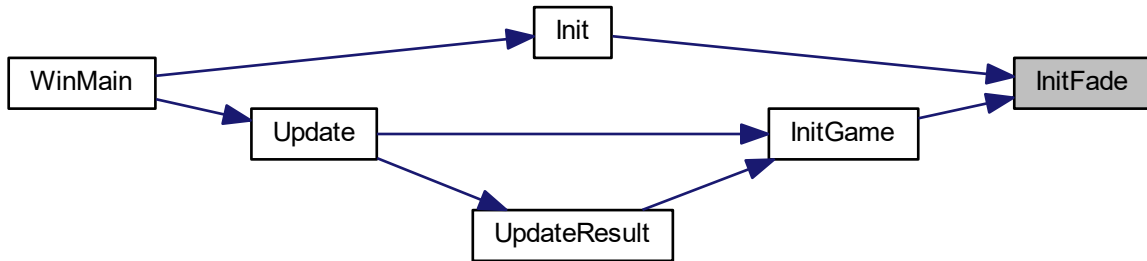 Init
WinMain
InitFade
Update
InitGame
UpdateResult